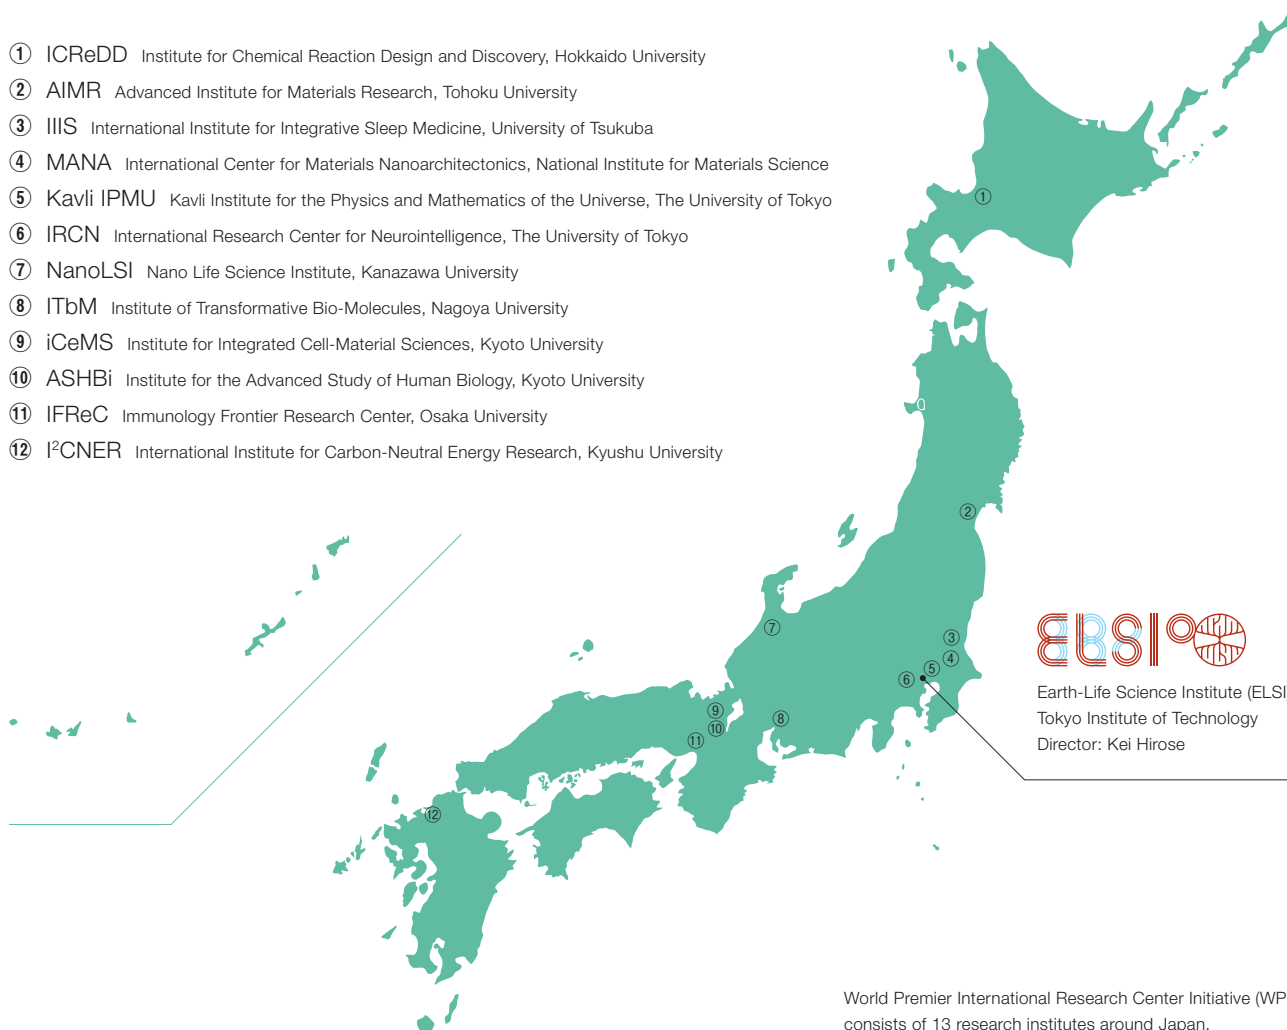 ① ICReDD Institute for Chemical Reaction Design and Discovery, Hokkaido University
② AIMR Advanced Institute for Materials Research, Tohoku University
③ IIIS International Institute for Integrative Sleep Medicine, University of Tsukuba
④ MANA International Center for Materials Nanoarchitectonics, National Institute for Materials Science
⑤ Kavli IPMU Kavli Institute for the Physics and Mathematics of the Universe, The University of Tokyo
⑥ IRCN International Research Center for Neurointelligence, The University of Tokyo
⑦ NanoLSI Nano Life Science Institute, Kanazawa University
⑧ ITbM Institute of Transformative Bio-Molecules, Nagoya University
⑨ iCeMS Institute for Integrated Cell-Material Sciences, Kyoto University
⑩ ASHBi Institute for the Advanced Study of Human Biology, Kyoto University
⑪ IFReC Immunology Frontier Research Center, Osaka University
⑫ I²CNER International Institute for Carbon-Neutral Energy Research, Kyushu University
①
②
⑦
③
④
⑤
⑥
⑨
⑧
⑩
⑪
⑫
ELSI
Earth-Life Science Institute (ELSI
Tokyo Institute of Technology
Director: Kei Hirose
World Premier International Research Center Initiative (WP
consists of 13 research institutes around Japan.